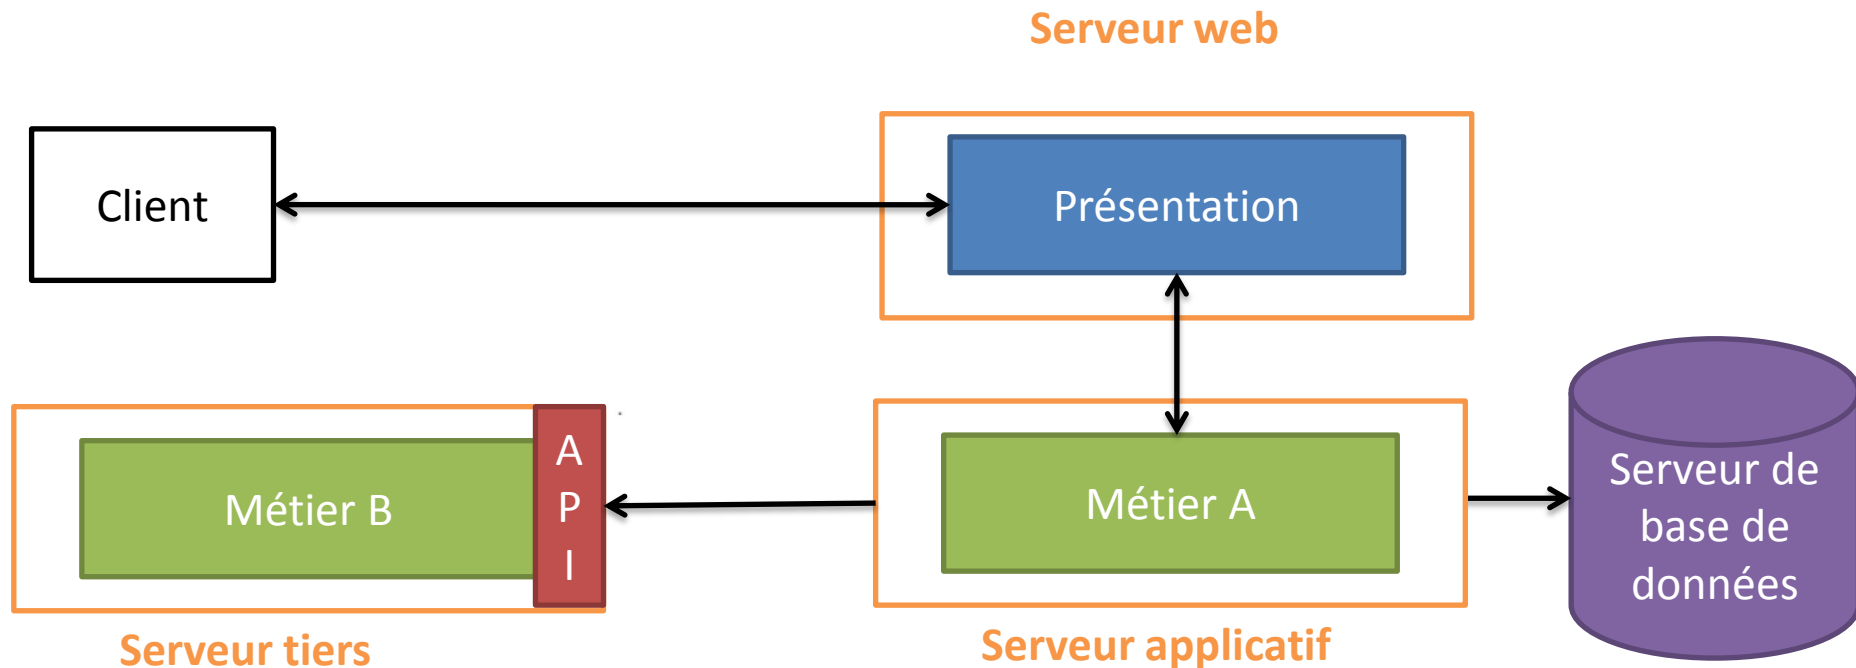 Serveur web
Client
Présentation
Métier B
A
P
I
Métier A
Serveur de
base de
données
Serveur tiers
Serveur applicatif